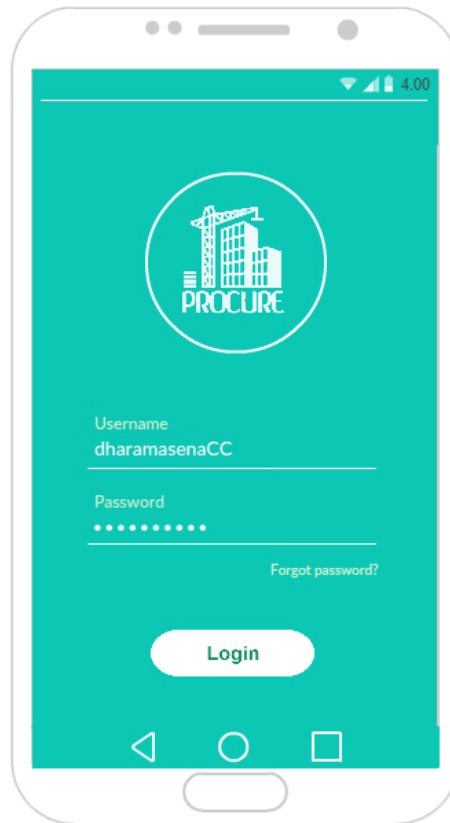 4.00
PROCURE
Username
dharamasenaCC
Password
Forgot password?
Login